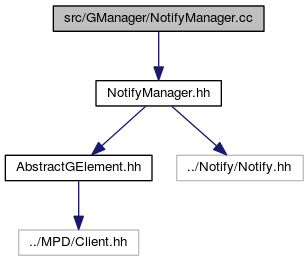 src/GManager/NotifyManager.cc
NotifyManager.hh
AbstractGElement.hh
../Notify/Notify.hh
../MPD/Client.hh